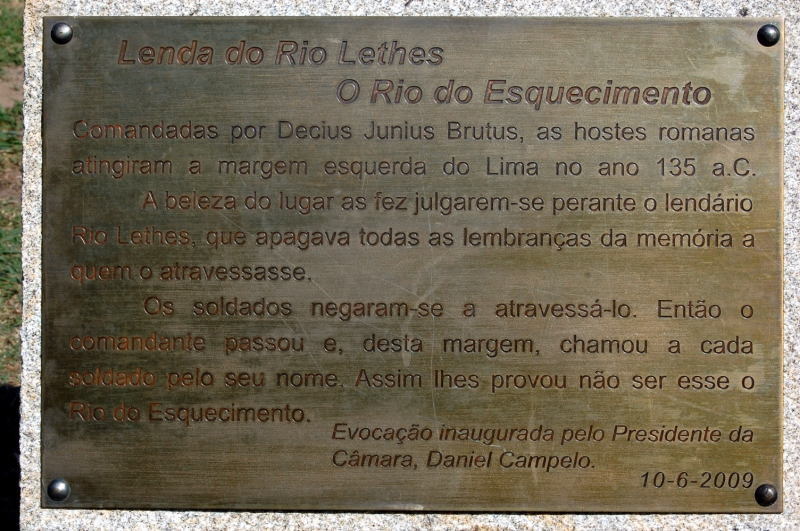 Lenda do Rio Lethes
O Rio do Esquecimento
Comandadas por Decius Junius Brutus, as hostes romanas
atingiram a margem esquerda do Lima no ano 135 a.C.
A beleza do lugar as fez julgarem-se perante o lendário
Rio Lethes, que apagava todas as lembranças da memória a
quem o atravessasse.
Os soldados negaram-se a atravessá-lo. Então o
comandante passou e, desta margem, chamou a cada
soldado pelo seu nome. Assim lhes provou não ser esse o
Rio do Esquecimento.
Evocação inaugurada pelo Presidente da
Câmara, Daniel Campelo.
10-6-2009